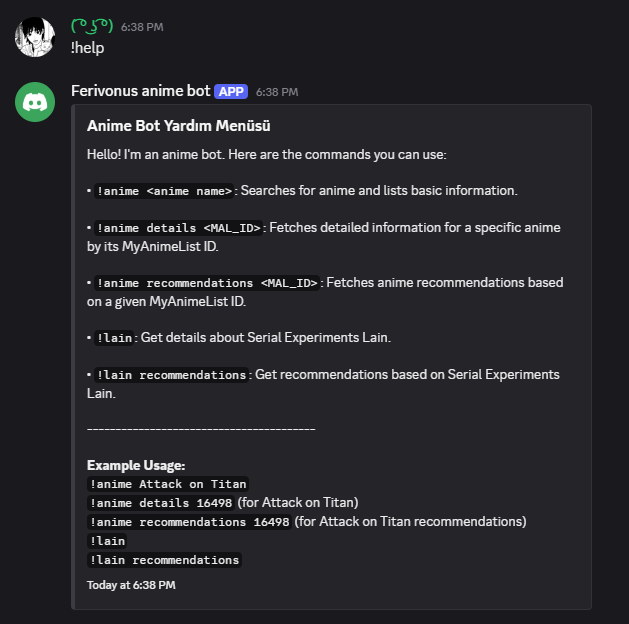 ( ͡° ͜ʖ ͡°) 6:38 PM
!help
Ferivonus anime bot APP 6:38 PM
Anime Bot Yardım Menüsü
Hello! I'm an anime bot. Here are the commands you can use:
• !anime <anime name>: Searches for anime and lists basic information.
• !anime details <MAL_ID>: Fetches detailed information for a specific anime
by its MyAnimeList ID.
• !anime recommendations <MAL_ID>: Fetches anime recommendations based
on a given MyAnimeList ID.
• !lain: Get details about Serial Experiments Lain.
• !lain recommendations: Get recommendations based on Serial Experiments
Lain.
----------------------------------------
Example Usage:
!anime Attack on Titan
!anime details 16498 (for Attack on Titan)
!anime recommendations 16498 (for Attack on Titan recommendations)
!lain
!lain recommendations
Today at 6:38 PM